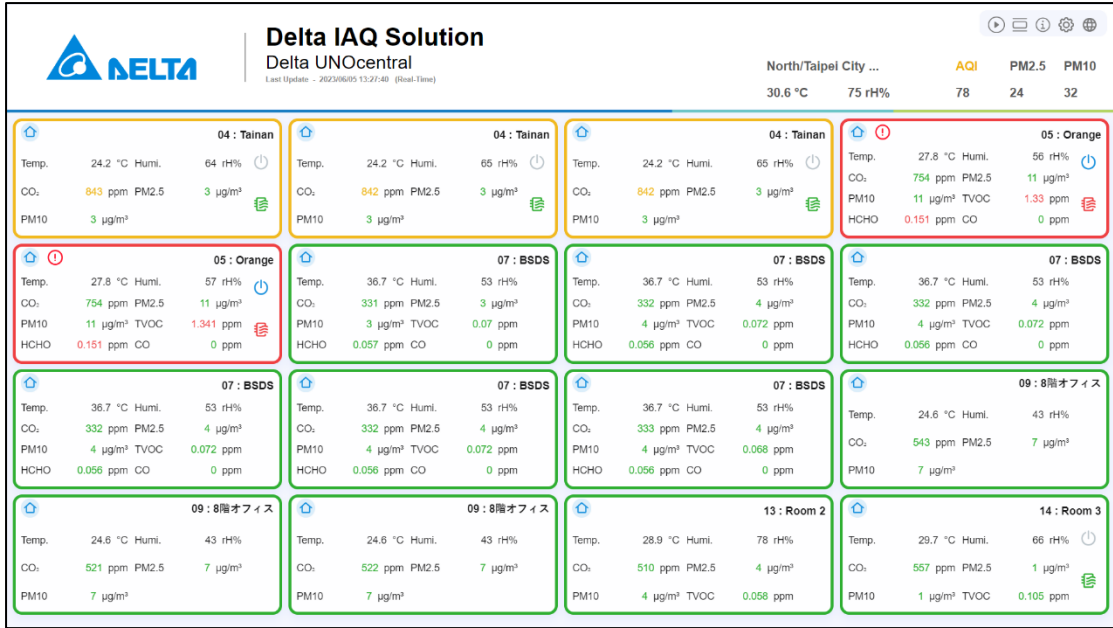 DELTA
Delta IAQ Solution
Delta UNOcentral
Last Update - 2023/06/05 13:27:40 (Real-Time)
North/Taipei City ... AQI PM2.5 PM10
30.6 °C 75 rH% 78 24 32
04 : Tainan
Temp. 24.2 °C Humi. 64 rH%
CO₂ 843 ppm PM2.5 3 µg/m³
PM10 3 µg/m³
04 : Tainan
Temp. 24.2 °C Humi. 65 rH%
CO₂ 842 ppm PM2.5 3 µg/m³
PM10 3 µg/m³
04 : Tainan
Temp. 24.2 °C Humi. 65 rH%
CO₂ 842 ppm PM2.5 3 µg/m³
PM10 3 µg/m³
05 : Orange
Temp. 27.8 °C Humi. 56 rH%
CO₂ 754 ppm PM2.5 11 µg/m³
PM10 11 µg/m³ TVOC 1.33 ppm
HCHO 0.151 ppm CO 0 ppm
05 : Orange
Temp. 27.8 °C Humi. 57 rH%
CO₂ 754 ppm PM2.5 11 µg/m³
PM10 11 µg/m³ TVOC 1.341 ppm
HCHO 0.151 ppm CO 0 ppm
07 : BSDS
Temp. 36.7 °C Humi. 53 rH%
CO₂ 331 ppm PM2.5 3 µg/m³
PM10 3 µg/m³ TVOC 0.07 ppm
HCHO 0.057 ppm CO 0 ppm
07 : BSDS
Temp. 36.7 °C Humi. 53 rH%
CO₂ 332 ppm PM2.5 4 µg/m³
PM10 4 µg/m³ TVOC 0.072 ppm
HCHO 0.056 ppm CO 0 ppm
07 : BSDS
Temp. 36.7 °C Humi. 53 rH%
CO₂ 332 ppm PM2.5 4 µg/m³
PM10 4 µg/m³ TVOC 0.072 ppm
HCHO 0.056 ppm CO 0 ppm
07 : BSDS
Temp. 36.7 °C Humi. 53 rH%
CO₂ 332 ppm PM2.5 4 µg/m³
PM10 4 µg/m³ TVOC 0.072 ppm
HCHO 0.056 ppm CO 0 ppm
07 : BSDS
Temp. 36.7 °C Humi. 53 rH%
CO₂ 332 ppm PM2.5 4 µg/m³
PM10 4 µg/m³ TVOC 0.072 ppm
HCHO 0.056 ppm CO 0 ppm
07 : BSDS
Temp. 36.7 °C Humi. 53 rH%
CO₂ 333 ppm PM2.5 4 µg/m³
PM10 4 µg/m³ TVOC 0.068 ppm
HCHO 0.056 ppm CO 0 ppm
09 : 8階オフィス
Temp. 24.6 °C Humi. 43 rH%
CO₂ 543 ppm PM2.5 7 µg/m³
PM10 7 µg/m³
09 : 8階オフィス
Temp. 24.6 °C Humi. 43 rH%
CO₂ 521 ppm PM2.5 7 µg/m³
PM10 7 µg/m³
09 : 8階オフィス
Temp. 24.6 °C Humi. 43 rH%
CO₂ 522 ppm PM2.5 7 µg/m³
PM10 7 µg/m³
13 : Room 2
Temp. 28.9 °C Humi. 78 rH%
CO₂ 510 ppm PM2.5 4 µg/m³
PM10 4 µg/m³ TVOC 0.058 ppm
14 : Room 3
Temp. 29.7 °C Humi. 66 rH%
CO₂ 557 ppm PM2.5 1 µg/m³
PM10 1 µg/m³ TVOC 0.105 ppm